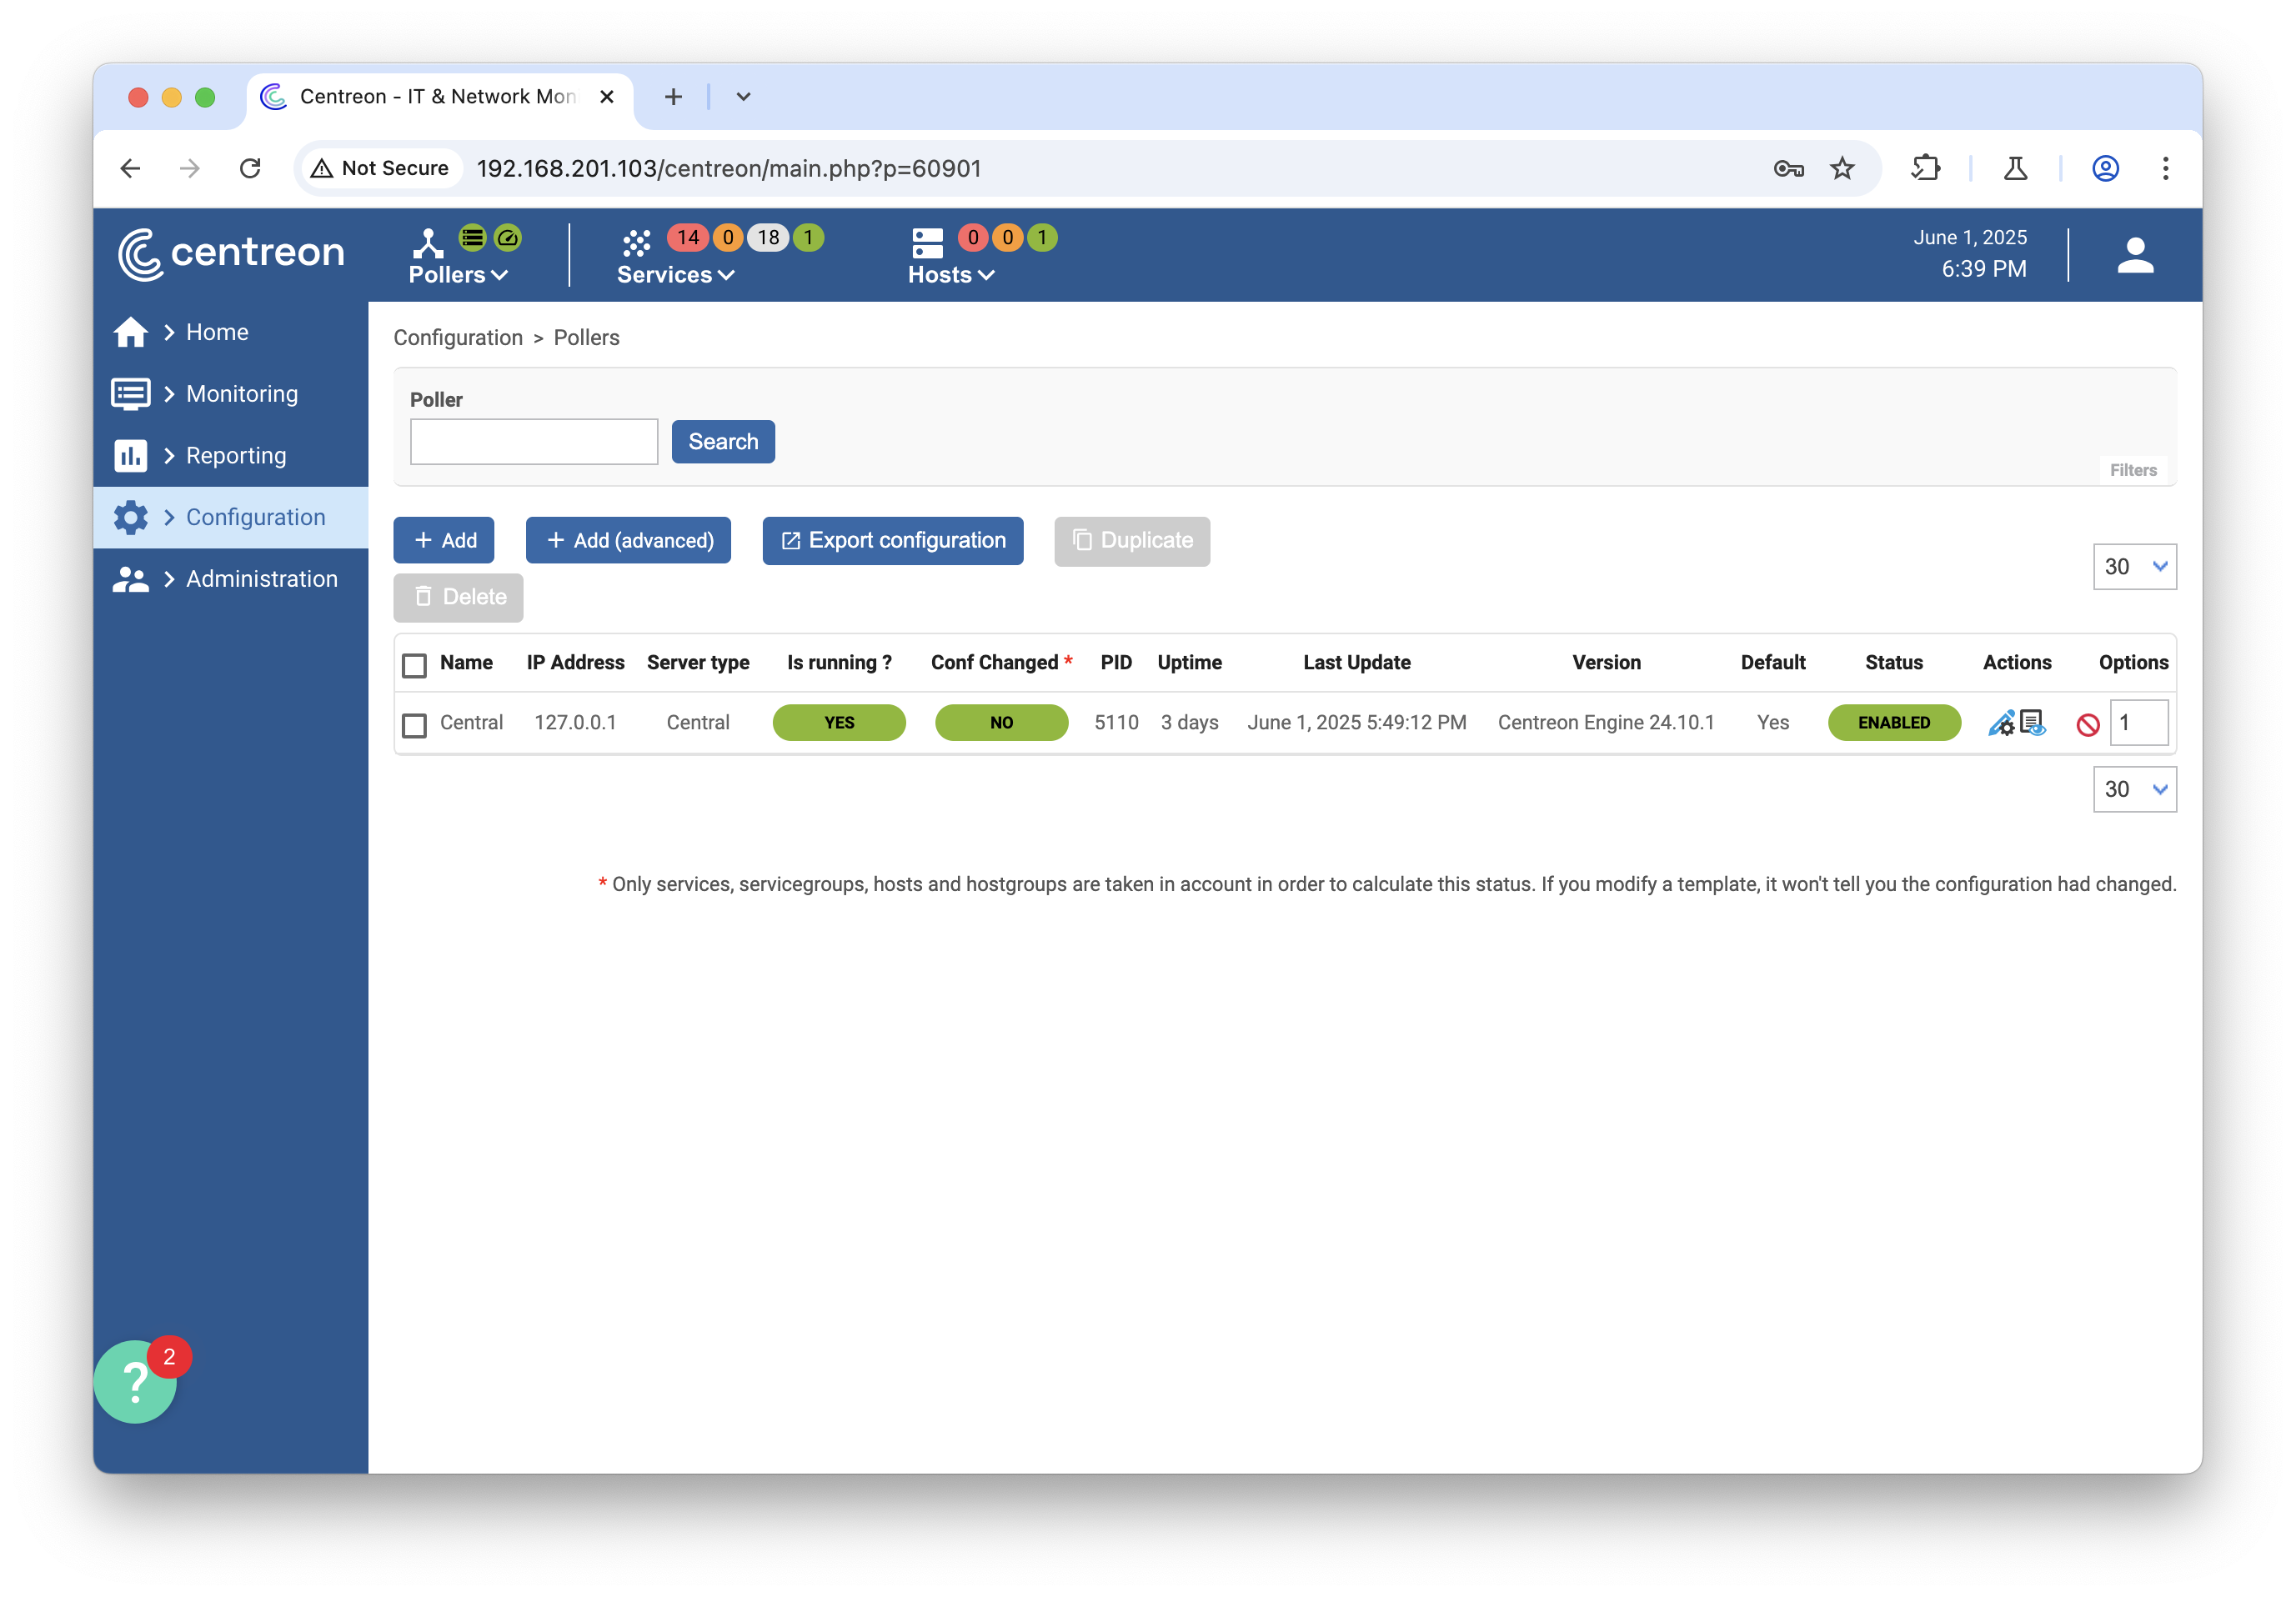 Centreon - IT & Network Mon
Not Secure
192.168.201.103/centreon/main.php?p=60901
centreon
Pollers
14 0 18 1
Services
0 0 1
Hosts
June 1, 2025
6:39 PM
Home
Monitoring
Reporting
Configuration
Administration
2
?
Configuration > Pollers
Poller
Search
Filters
+ Add
+ Add (advanced)
Export configuration
Duplicate
Delete
30
Name IP Address Server type Is running ? Conf Changed * PID Uptime Last Update Version Default Status Actions Options
Central 127.0.0.1 Central YES NO 5110 3 days June 1, 2025 5:49:12 PM Centreon Engine 24.10.1 Yes ENABLED 1
30
* Only services, servicegroups, hosts and hostgroups are taken in account in order to calculate this status. If you modify a template, it won't tell you the configuration had changed.